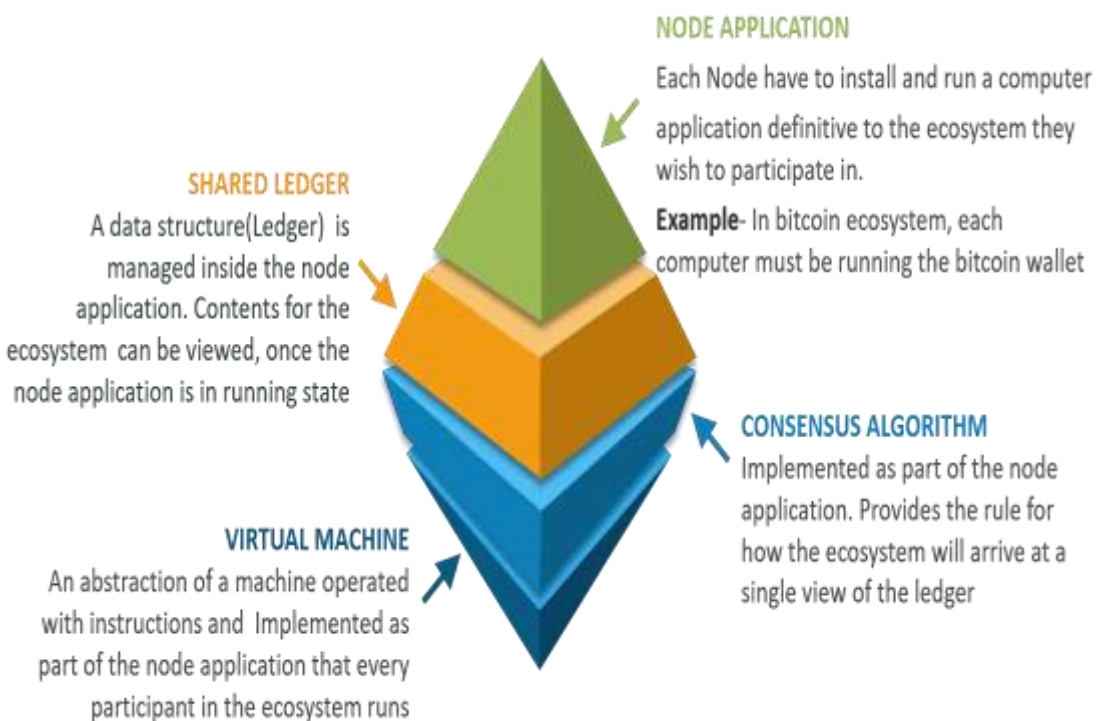 NODE APPLICATION
Each Node have to install and run a computer
application definitive to the ecosystem they
wish to participate in.
Example- In bitcoin ecosystem, each
computer must be running the bitcoin wallet
SHARED LEDGER
A data structure(Ledger) is
managed inside the node
application. Contents for the
ecosystem can be viewed, once the
node application is in running state
CONSENSUS ALGORITHM
Implemented as part of the node
application. Provides the rule for
how the ecosystem will arrive at a
single view of the ledger
VIRTUAL MACHINE
An abstraction of a machine operated
with instructions and Implemented as
part of the node application that every
participant in the ecosystem runs